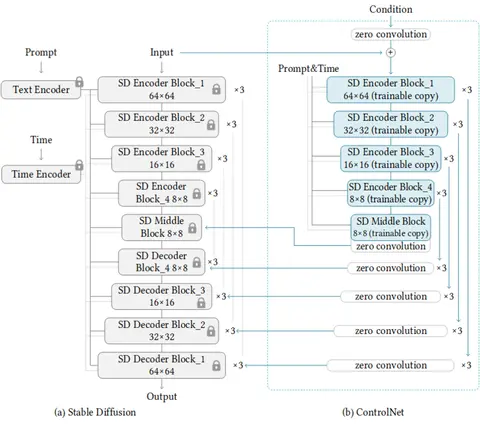 Condition
zero convolution
Prompt
Input
+
Prompt&Time
Text Encoder
SD Encoder Block_1
64×64
×3
SD Encoder Block_1
64×64 (trainable copy)
×3
SD Encoder Block_2
32×32
×3
SD Encoder Block_2
32×32 (trainable copy)
×3
Time
SD Encoder Block_3
16×16
×3
SD Encoder Block_3
16×16 (trainable copy)
×3
Time Encoder
SD Encoder
Block_4 8×8
×3
SD Encoder Block_4
8×8 (trainable copy)
×3
SD Middle
Block 8×8
SD Middle Block
8×8 (trainable copy)
zero convolution
SD Decoder
Block_4 8×8
×3
zero convolution
×3
SD Decoder Block_3
16×16
×3
zero convolution
×3
SD Decoder Block_2
32×32
×3
zero convolution
×3
SD Decoder Block_1
64×64
×3
zero convolution
×3
Output
(a) Stable Diffusion
(b) ControlNet